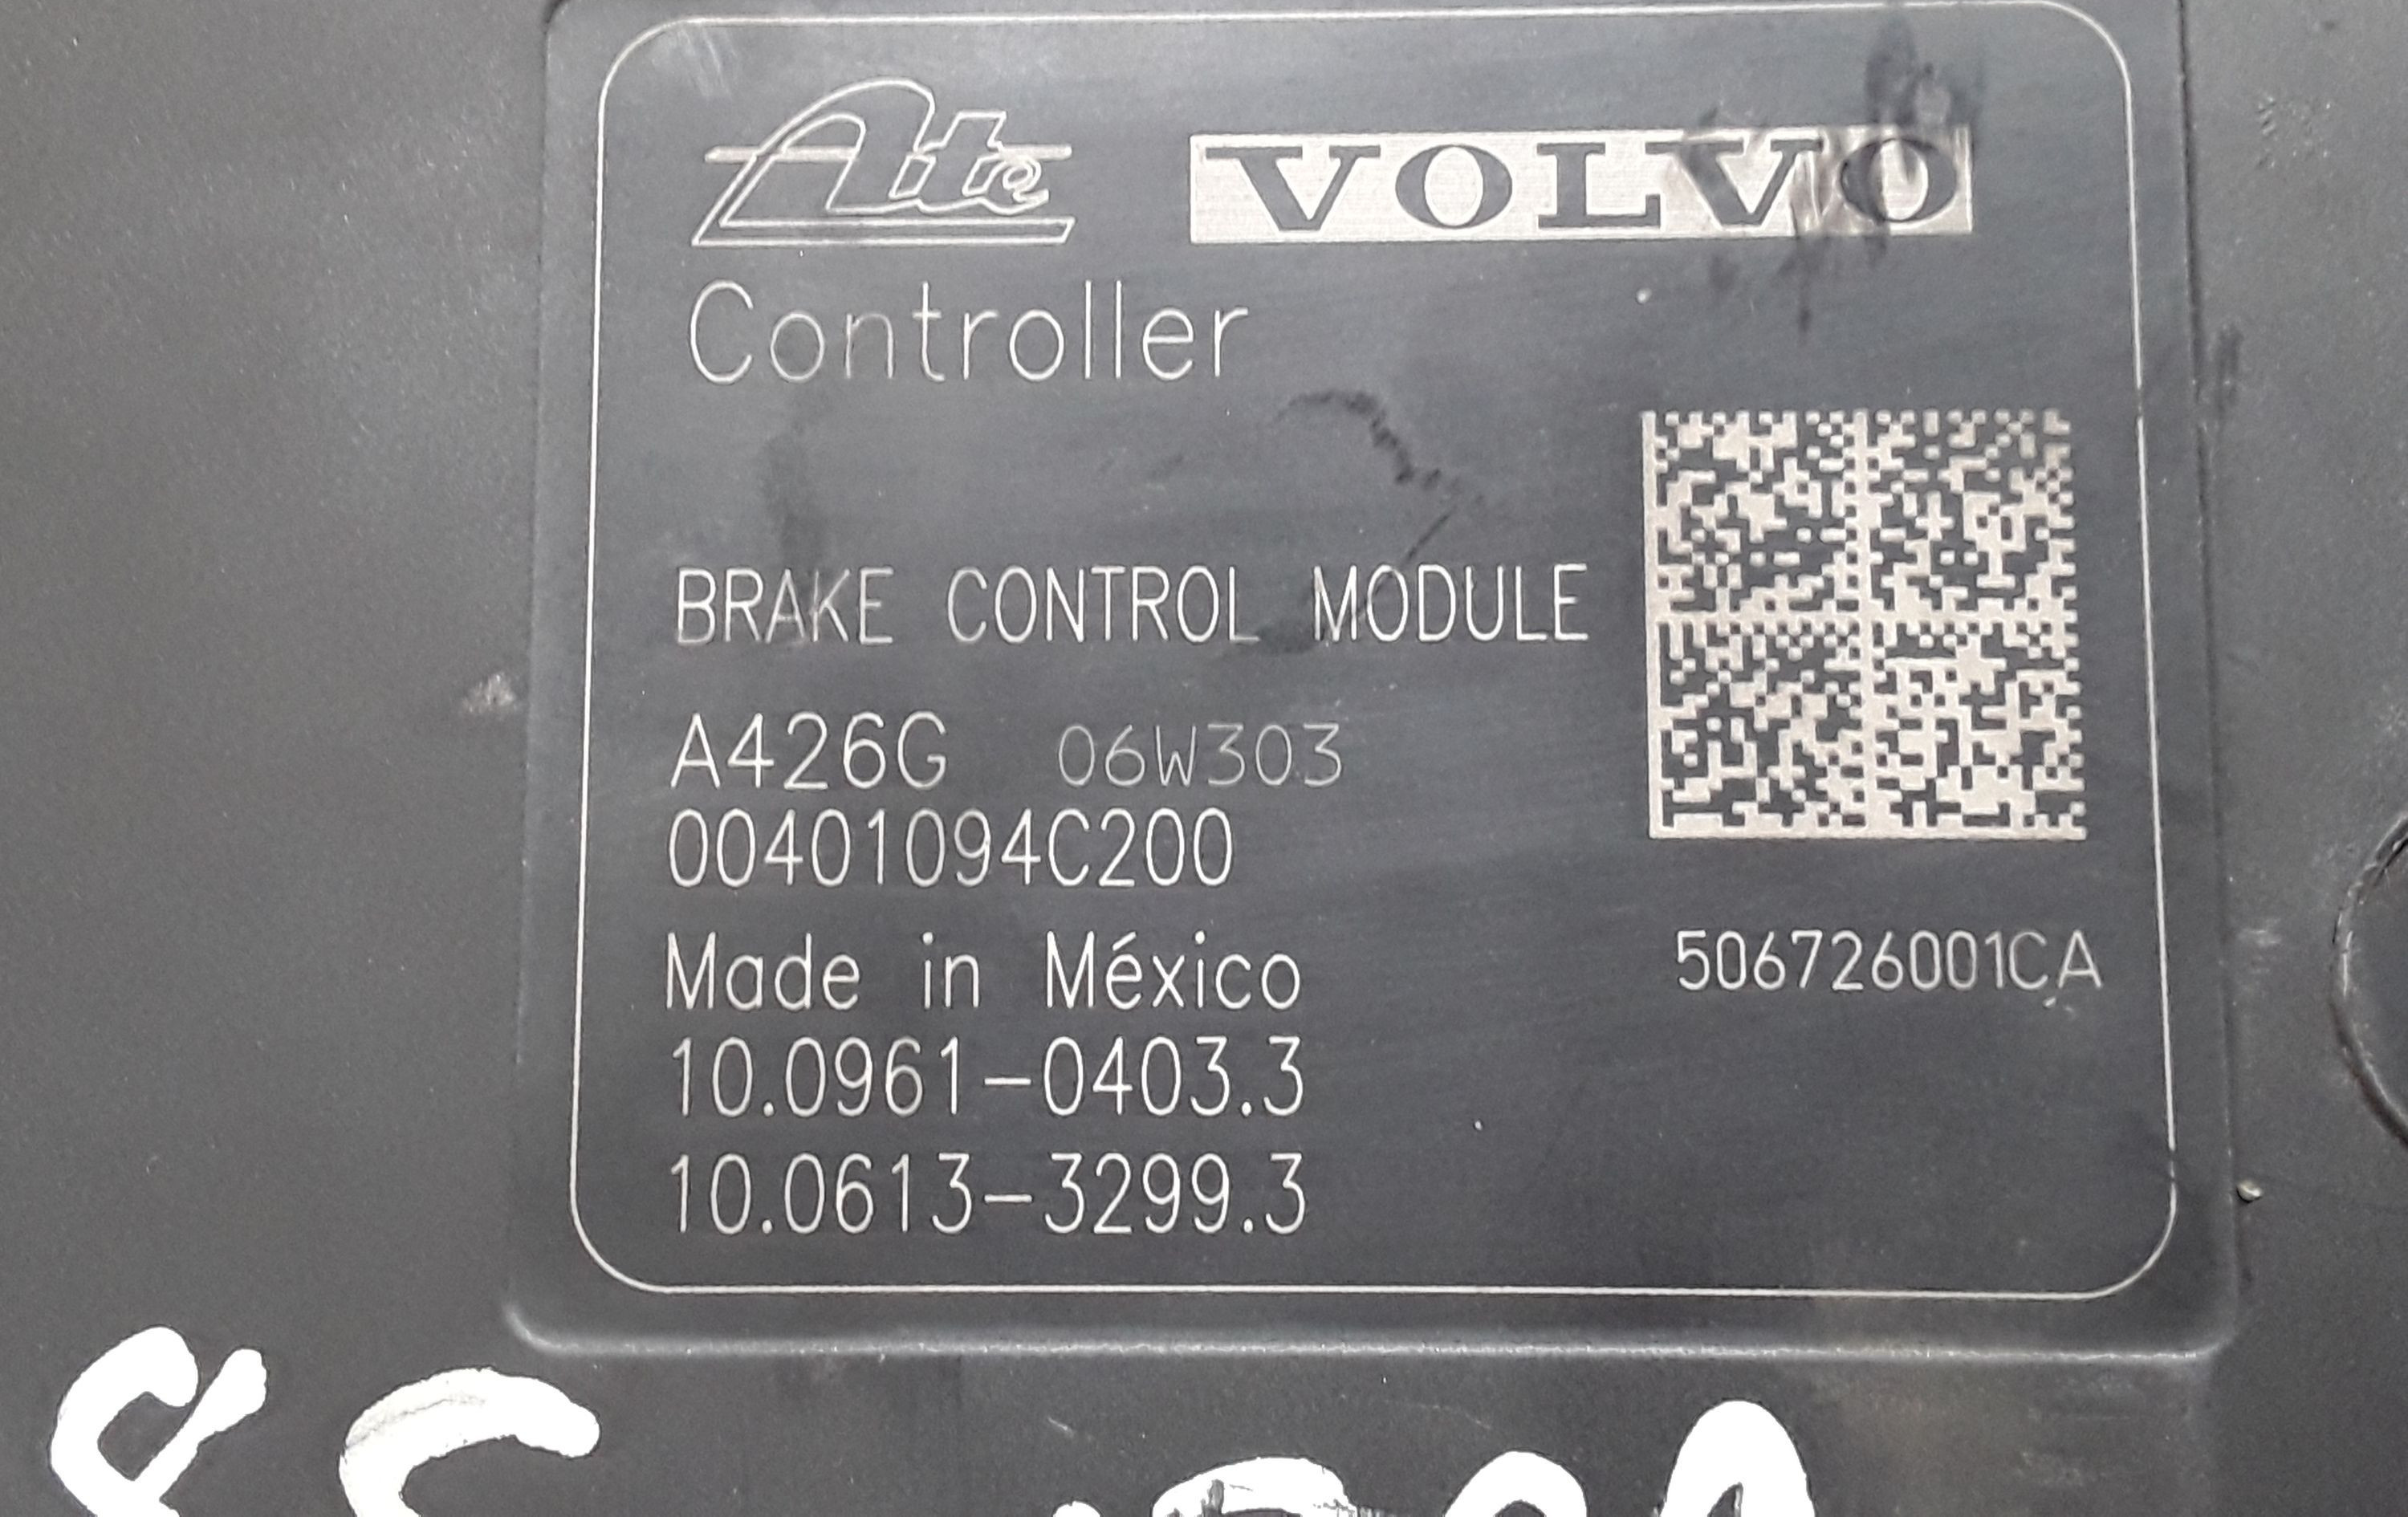 Ate VOLVO
Controller
BRAKE CONTROL MODULE
A426G 06W303
00401094C200
Made in México
506726001CA
10.0961-0403.3
10.0613-3299.3